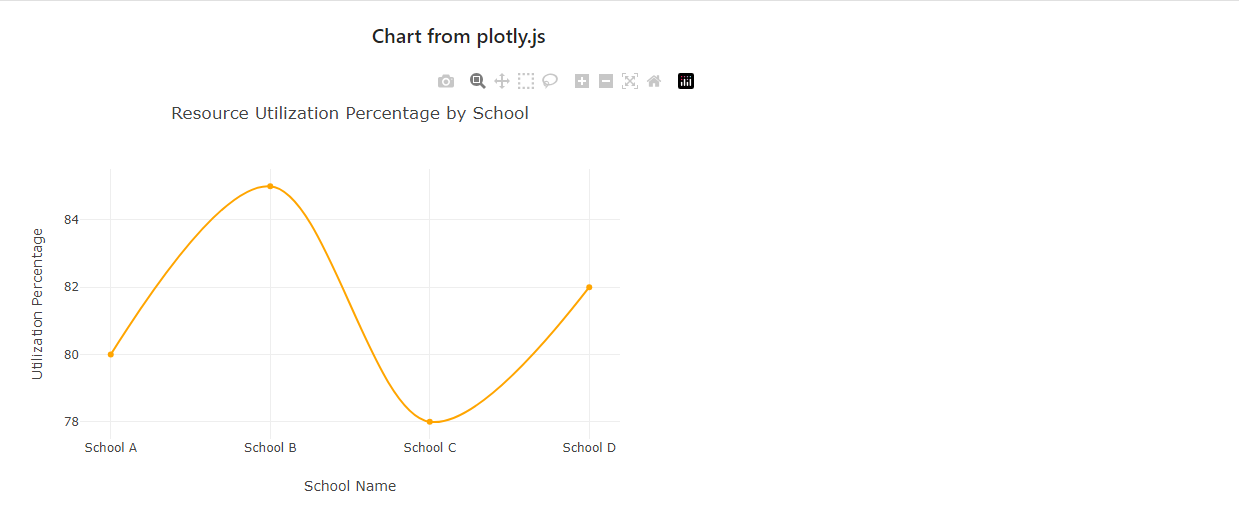 Chart from plotly.js
Resource Utilization Percentage by School
Utilization Percentage
84
82
80
78
School A School B School C School D
School Name